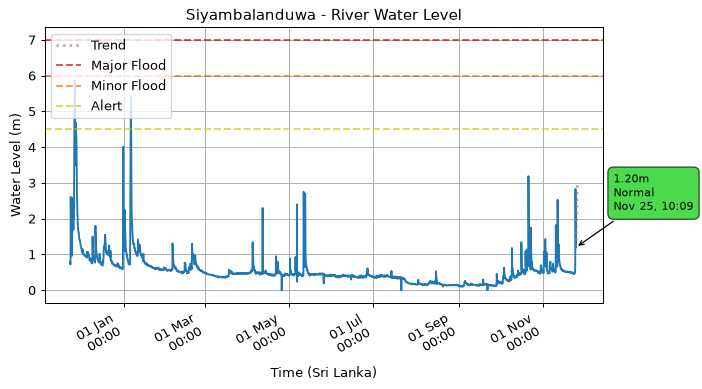 Siyambalanduwa - River Water Level
Water Level (m)
7
6
5
4
3
2
1
0
Trend
Major Flood
Minor Flood
Alert
1.20m
Normal
Nov 25, 10:09
01 Jan
00:00
01 Mar
00:00
01 May
00:00
01 Jul
00:00
01 Sep
00:00
01 Nov
00:00
Time (Sri Lanka)